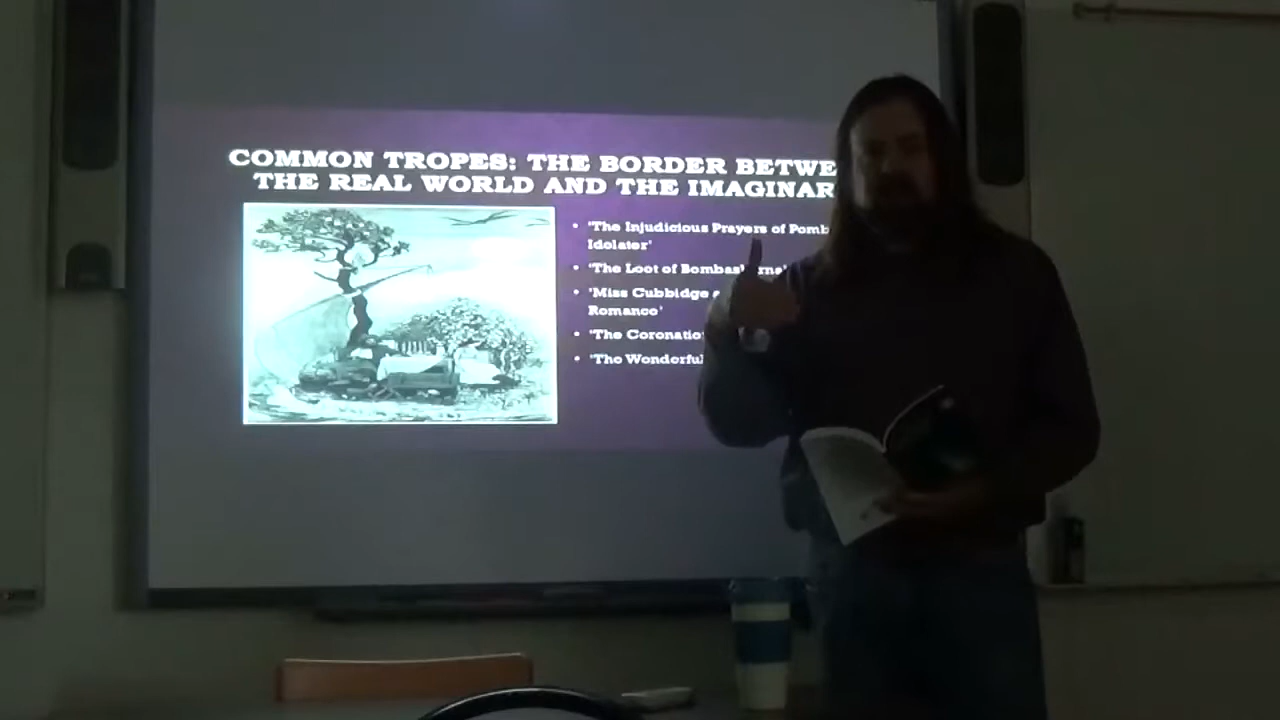 COMMON TROPES: THE BORDER BETWE
THE REAL WORLD AND THE IMAGINAR
• 'The Injudicious Prayers of Pomb
Idolater'
• 'The Loot of Bombasharna'
• 'Miss Cubbidge
Romance'
• 'The Coronatio
• 'The Wonderful